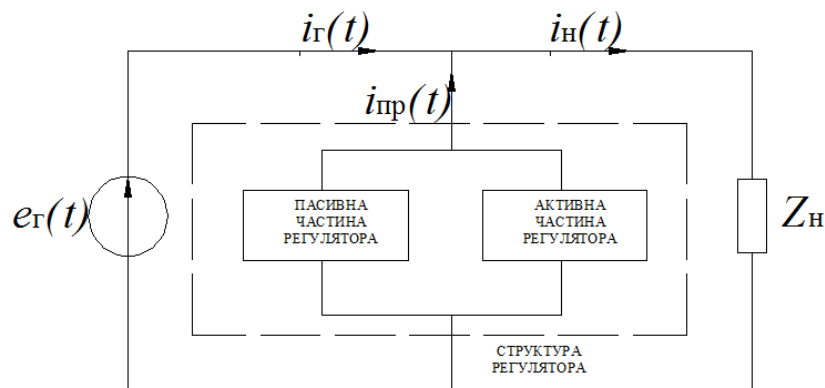 iг(t)
iн(t)
iпр(t)
ПАСИВНА
ЧАСТИНА
РЕГУЛЯТОРА
АКТИВНА
ЧАСТИНА
РЕГУЛЯТОРА
eг(t)
Zн
СТРУКТУРА
РЕГУЛЯТОРА